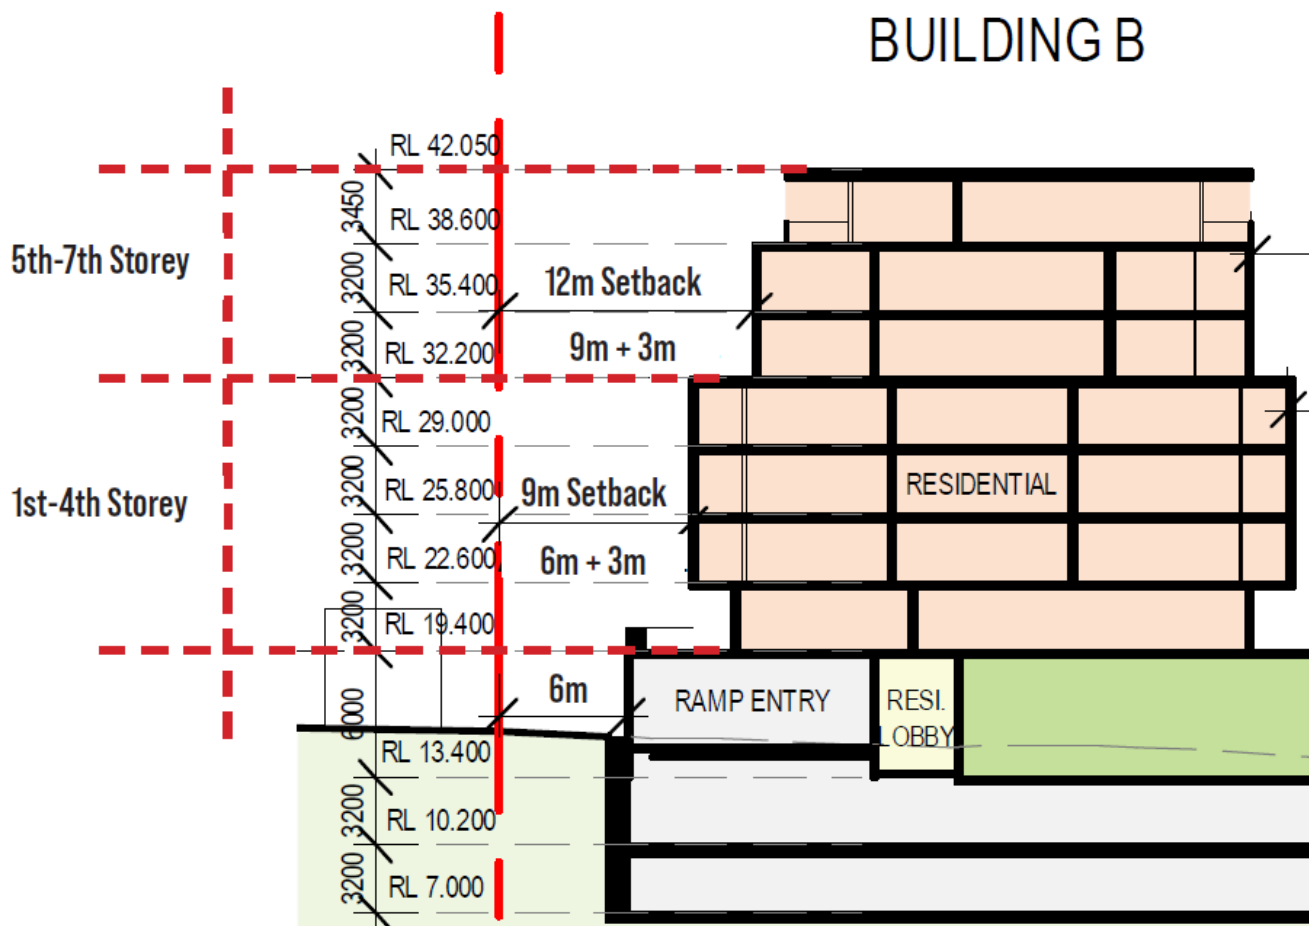 BUILDING B
RL 42.050
3450
RL 38.600
5th-7th Storey
3200
RL 35.400
12m Setback
3200
RL 32.200
9m + 3m
3200
RL 29.000
1st-4th Storey
3200
RL 25.800
9m Setback
RESIDENTIAL
3200
RL 22.600
6m + 3m
3200
RL 19.400
6m
RAMP ENTRY
RESI.
LOBBY
6000
RL 13.400
3200
RL 10.200
3200
RL 7.000